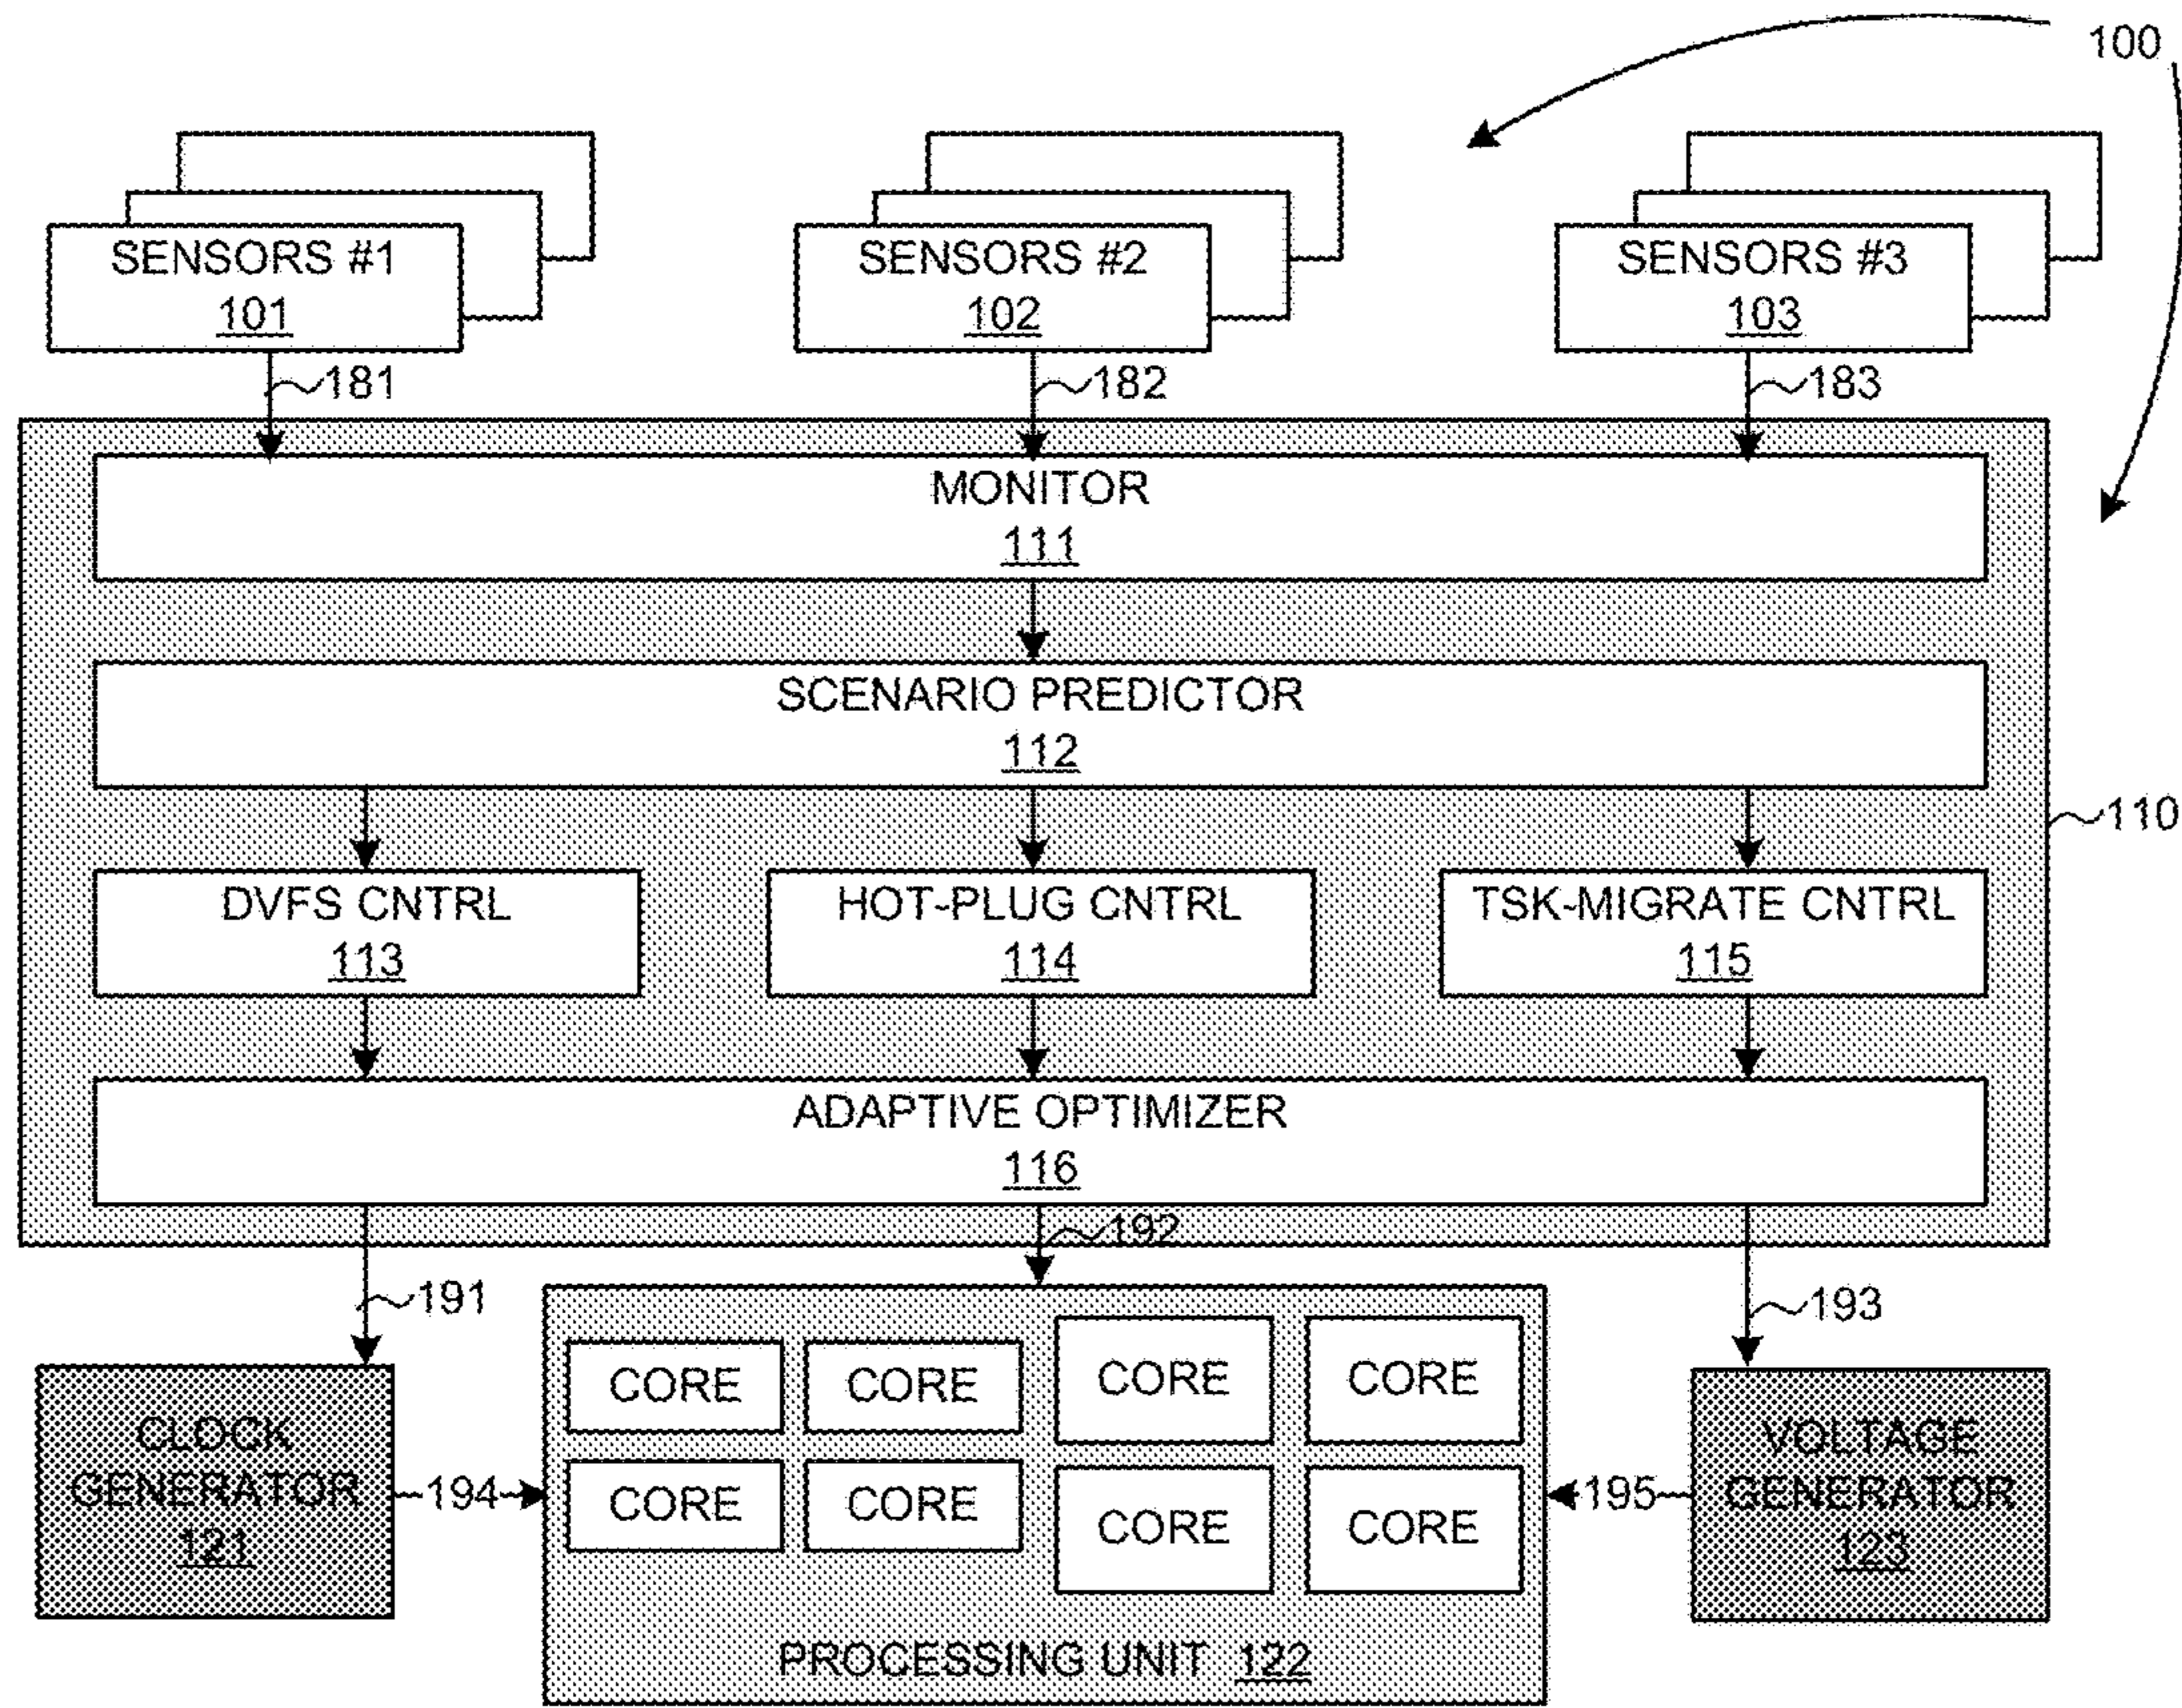 100
SENSORS #1
101
SENSORS #2
102
SENSORS #3
103
181
182
183
MONITOR
111
SCENARIO PREDICTOR
112
110
DVFS CNTRL
113
HOT-PLUG CNTRL
114
TSK-MIGRATE CNTRL
115
ADAPTIVE OPTIMIZER
116
192
191
193
CLOCK
GENERATOR
121
194
CORE
CORE
CORE
CORE
CORE
CORE
CORE
CORE
PROCESSING UNIT 122
195
VOLTAGE
GENERATOR
123